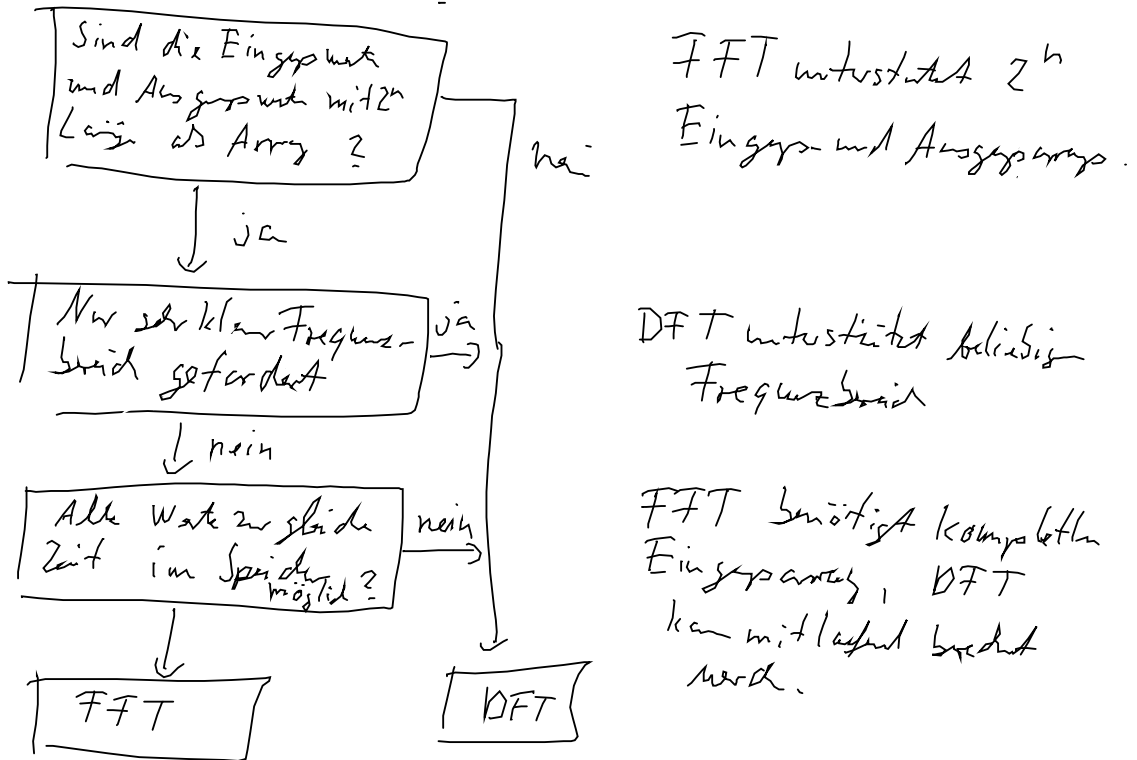 Sind die Eingangswerte
und Ausgangswerte mit 2ⁿ
Länge als Array ?
nein
ja
Nur sehr kleiner Frequenz-
bereich gefordert
ja
nein
Alle Werte zur gleichen
Zeit im Speicher
möglich ?
nein
FFT
DFT
FFT unterstützt 2ⁿ
Eingangs- und Ausgangsarrays.
DFT unterstützt beliebigen
Frequenzbereich
FFT benötigt kompletten
Eingangsarray, DFT
kann mitlaufend berechnet
werden.